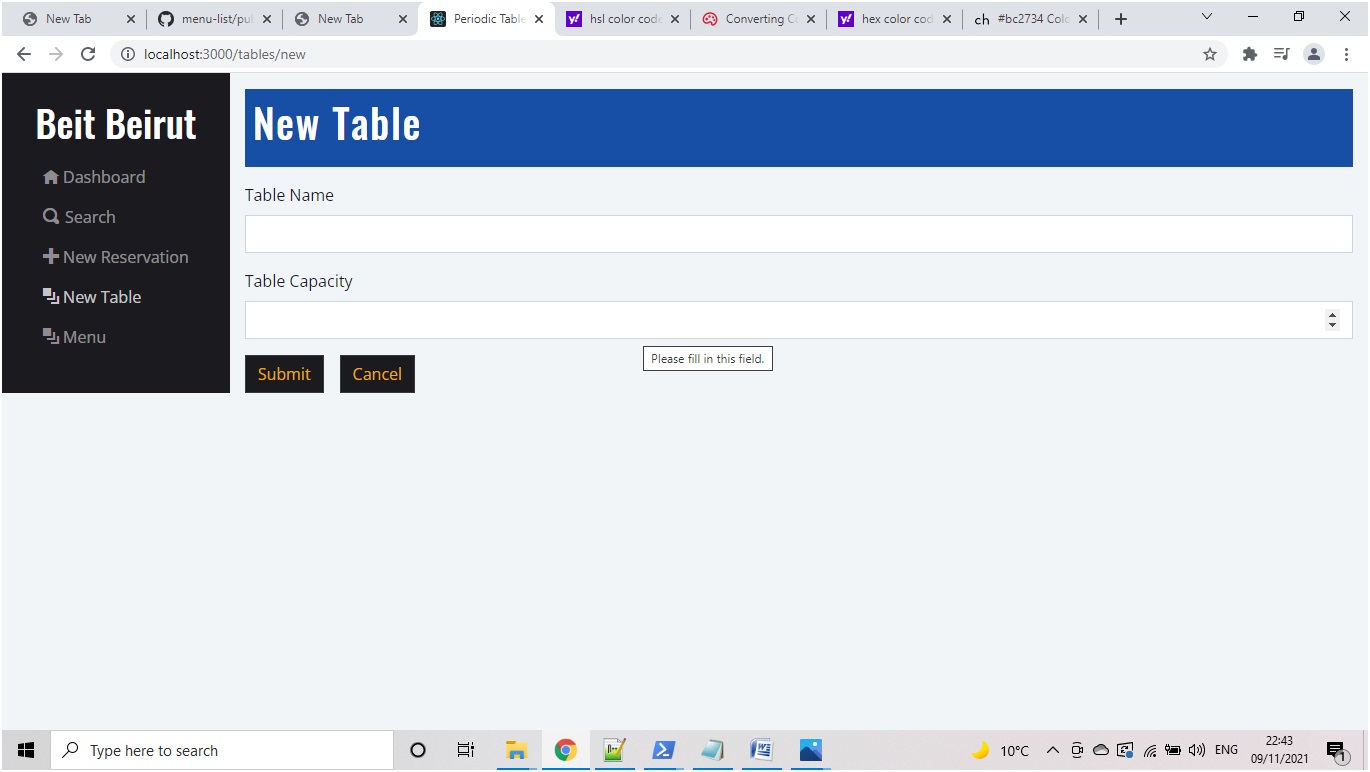 New Tab
menu-list/pu
New Tab
Periodic Table
hsl color code
Converting C
hex color cod
ch #bc2734 Colo
localhost:3000/tables/new
Beit Beirut
Dashboard
Search
New Reservation
New Table
Menu
New Table
Table Name
Table Capacity
Please fill in this field.
Submit
Cancel
Type here to search
10°C
ENG
22:43
09/11/2021
1